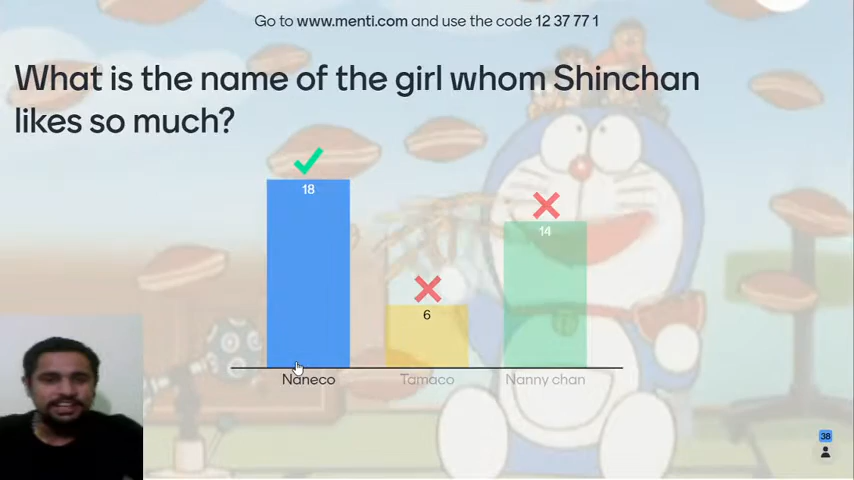 Go to www.menti.com and use the code 12 37 77 1
What is the name of the girl whom Shinchan
likes so much?
18
14
6
Naneco Tamaco Nanny chan
38